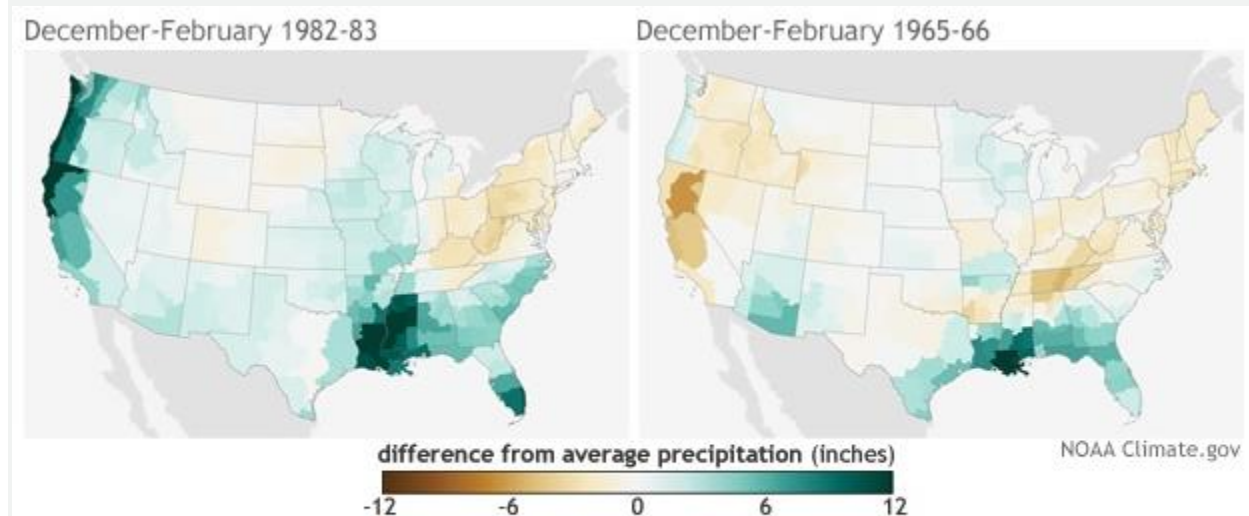 December-February 1982-83
December-February 1965-66
difference from average precipitation (inches)
NOAA Climate.gov
-12 -6 0 6 12